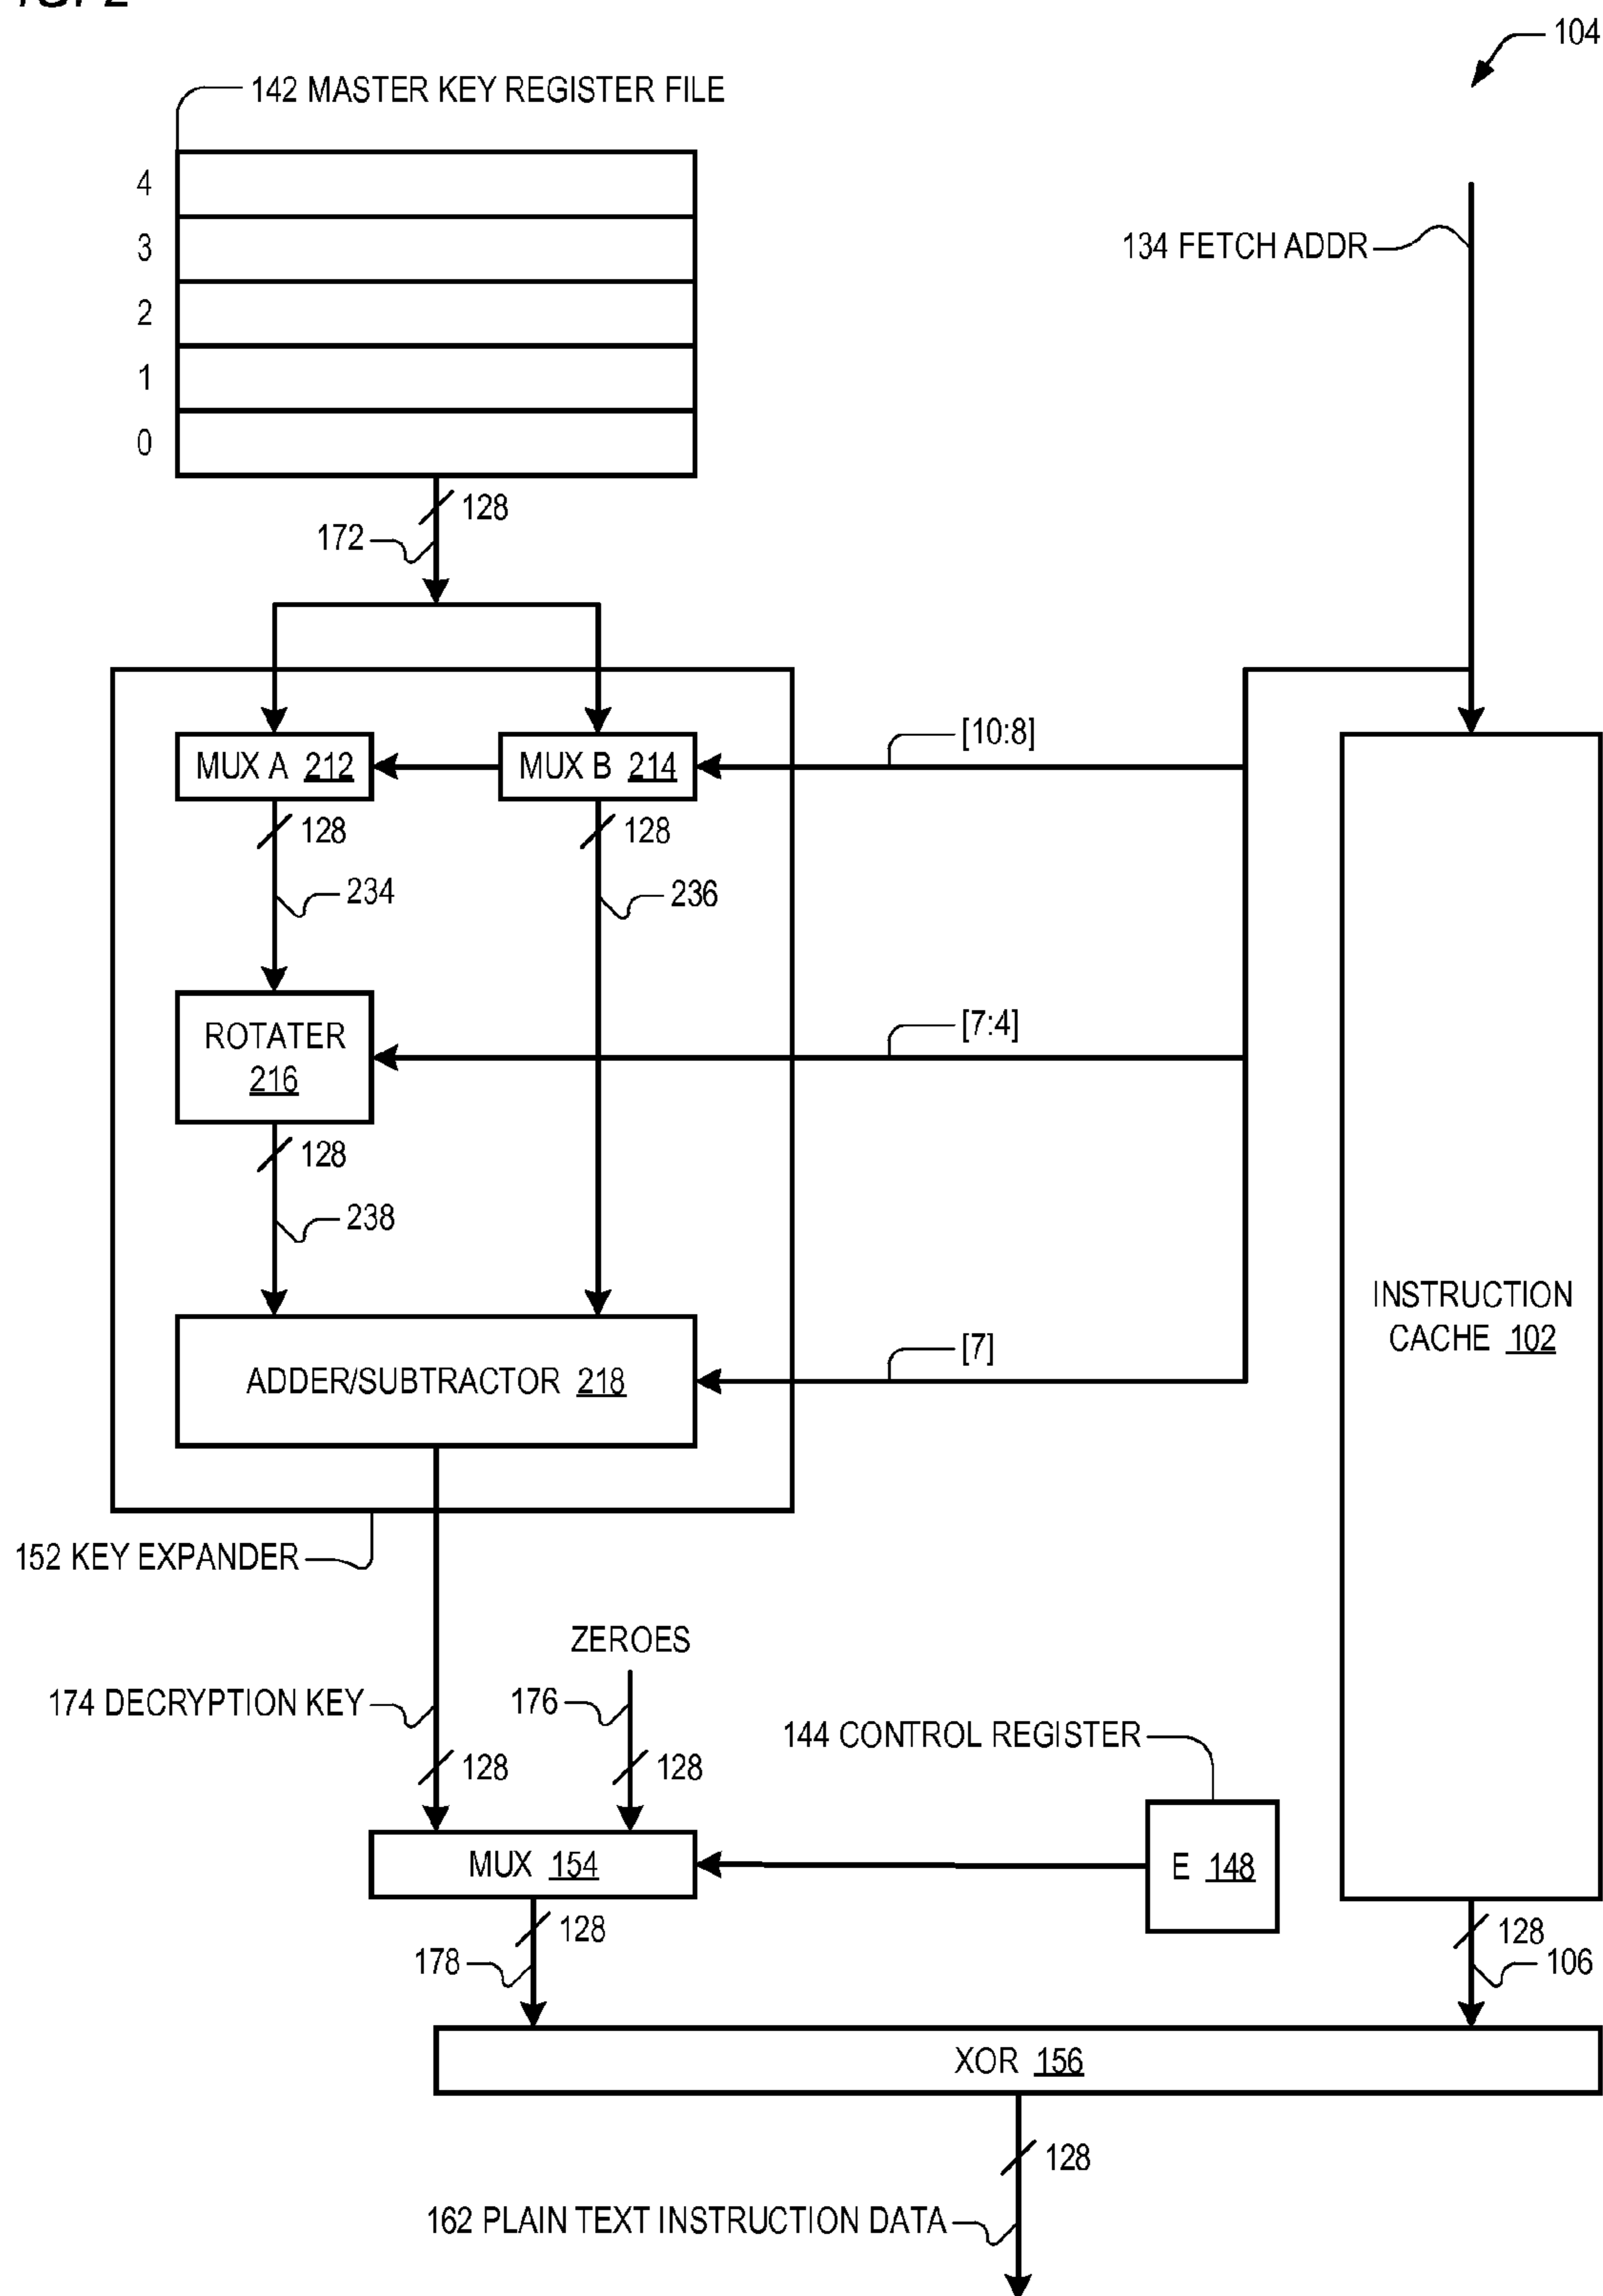 104
142 MASTER KEY REGISTER FILE
4
3
134 FETCH ADDR
2
1
0
128
172
[10:8]
MUX A 212
MUX B 214
128
128
234
236
[7:4]
ROTATER
216
128
238
INSTRUCTION
CACHE 102
[7]
ADDER/SUBTRACTOR 218
152 KEY EXPANDER
ZEROES
174 DECRYPTION KEY
176
144 CONTROL REGISTER
128
128
MUX 154
E 148
128
178
128
106
XOR 156
128
162 PLAIN TEXT INSTRUCTION DATA